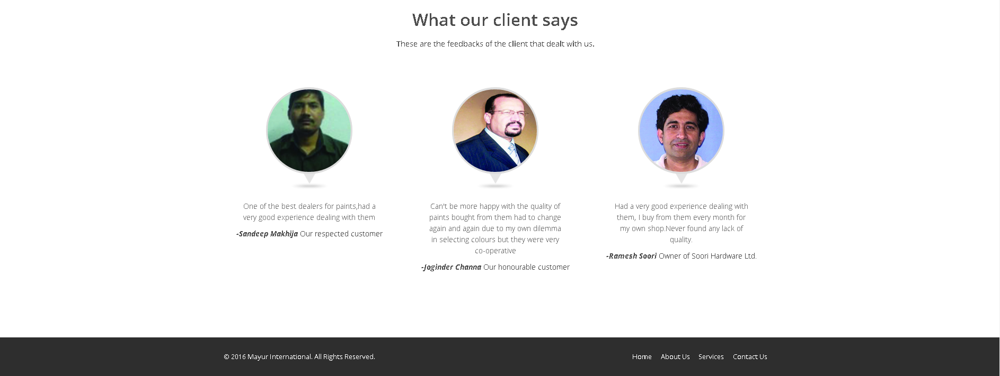 What our client says
These are the feedbacks of the client that dealt with us.
One of the best dealers for paints,had a
very good experience dealing with them
-Sandeep Makhija Our respected customer
Can't be more happy with the quality of
paints bought from them had to change
again and again due to my own dilemma
in selecting colours but they were very
co-operative
-Joginder Channa Our honourable customer
Had a very good experience dealing with
them, I buy from them every month for
my own shop.Never found any lack of
quality.
-Ramesh Soori Owner of Soori Hardware Ltd.
© 2016 Mayur International. All Rights Reserved.
Home About Us Services Contact Us